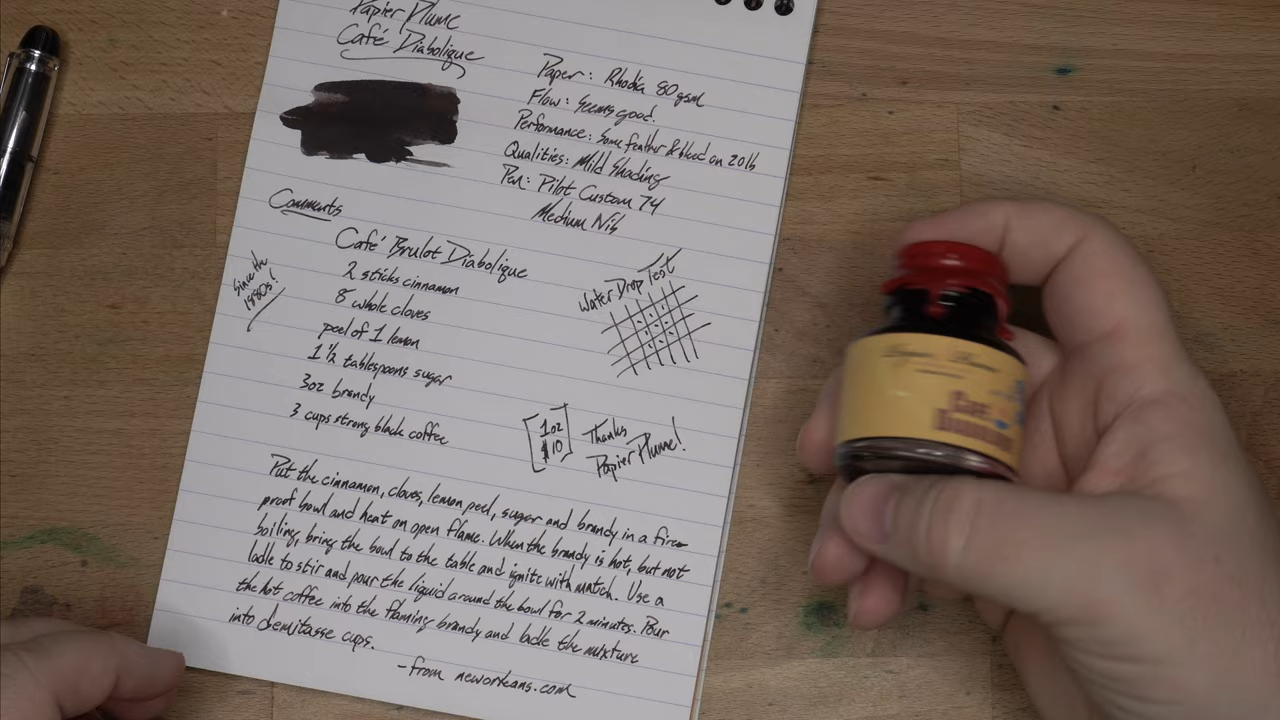 Papier Plume
Café Diabolique
Paper: Rhodia 80 gsm
Flow: Seems good.
Performance: Some feather & bleed on 20lb
Qualities: Mild Shading
Pen: Pilot Custom 74
Medium Nib
Comments
Café Brulot Diabolique
since th
1880s!
2 sticks cinnamon
8 whole cloves
peel of 1 lemon
1 1/2 tablespoons sugar
3oz brandy
3 cups strong black coffee
Water Drop Test
1oz
$10
Thanks
Papier Plume!
Put the cinnamon, cloves, lemon peel, sugar and brandy in a fire-
proof bowl and heat on open flame. When the brandy is hot, but not
boiling, bring the bowl to the table and ignite with match. Use a
ladle to stir and pour the liquid around the bowl for 2 minutes. Pour
the hot coffee into the flaming brandy and ladle the mixture
into demitasse cups.
-from neworleans.com